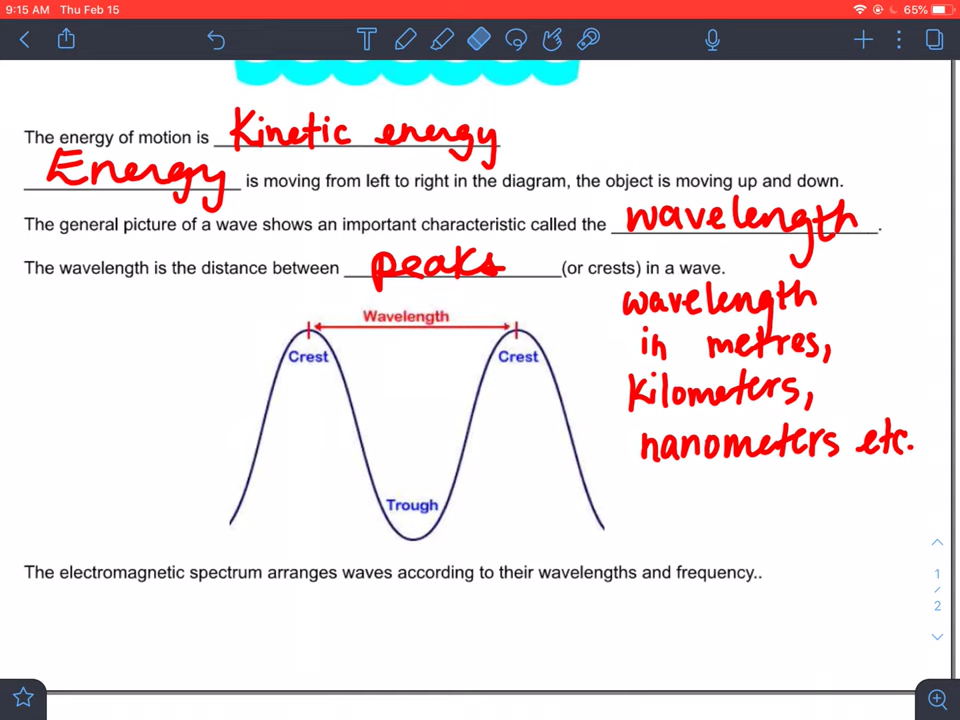 9:15 AM Thu Feb 15 65%
The energy of motion is Kinetic energy
Energy is moving from left to right in the diagram, the object is moving up and down.
The general picture of a wave shows an important characteristic called the wavelength.
The wavelength is the distance between peaks (or crests) in a wave.
wavelength
in metres,
kilometers,
nanometers etc.
Wavelength
Crest Crest
Trough
The electromagnetic spectrum arranges waves according to their wavelengths and frequency..
1
/
2